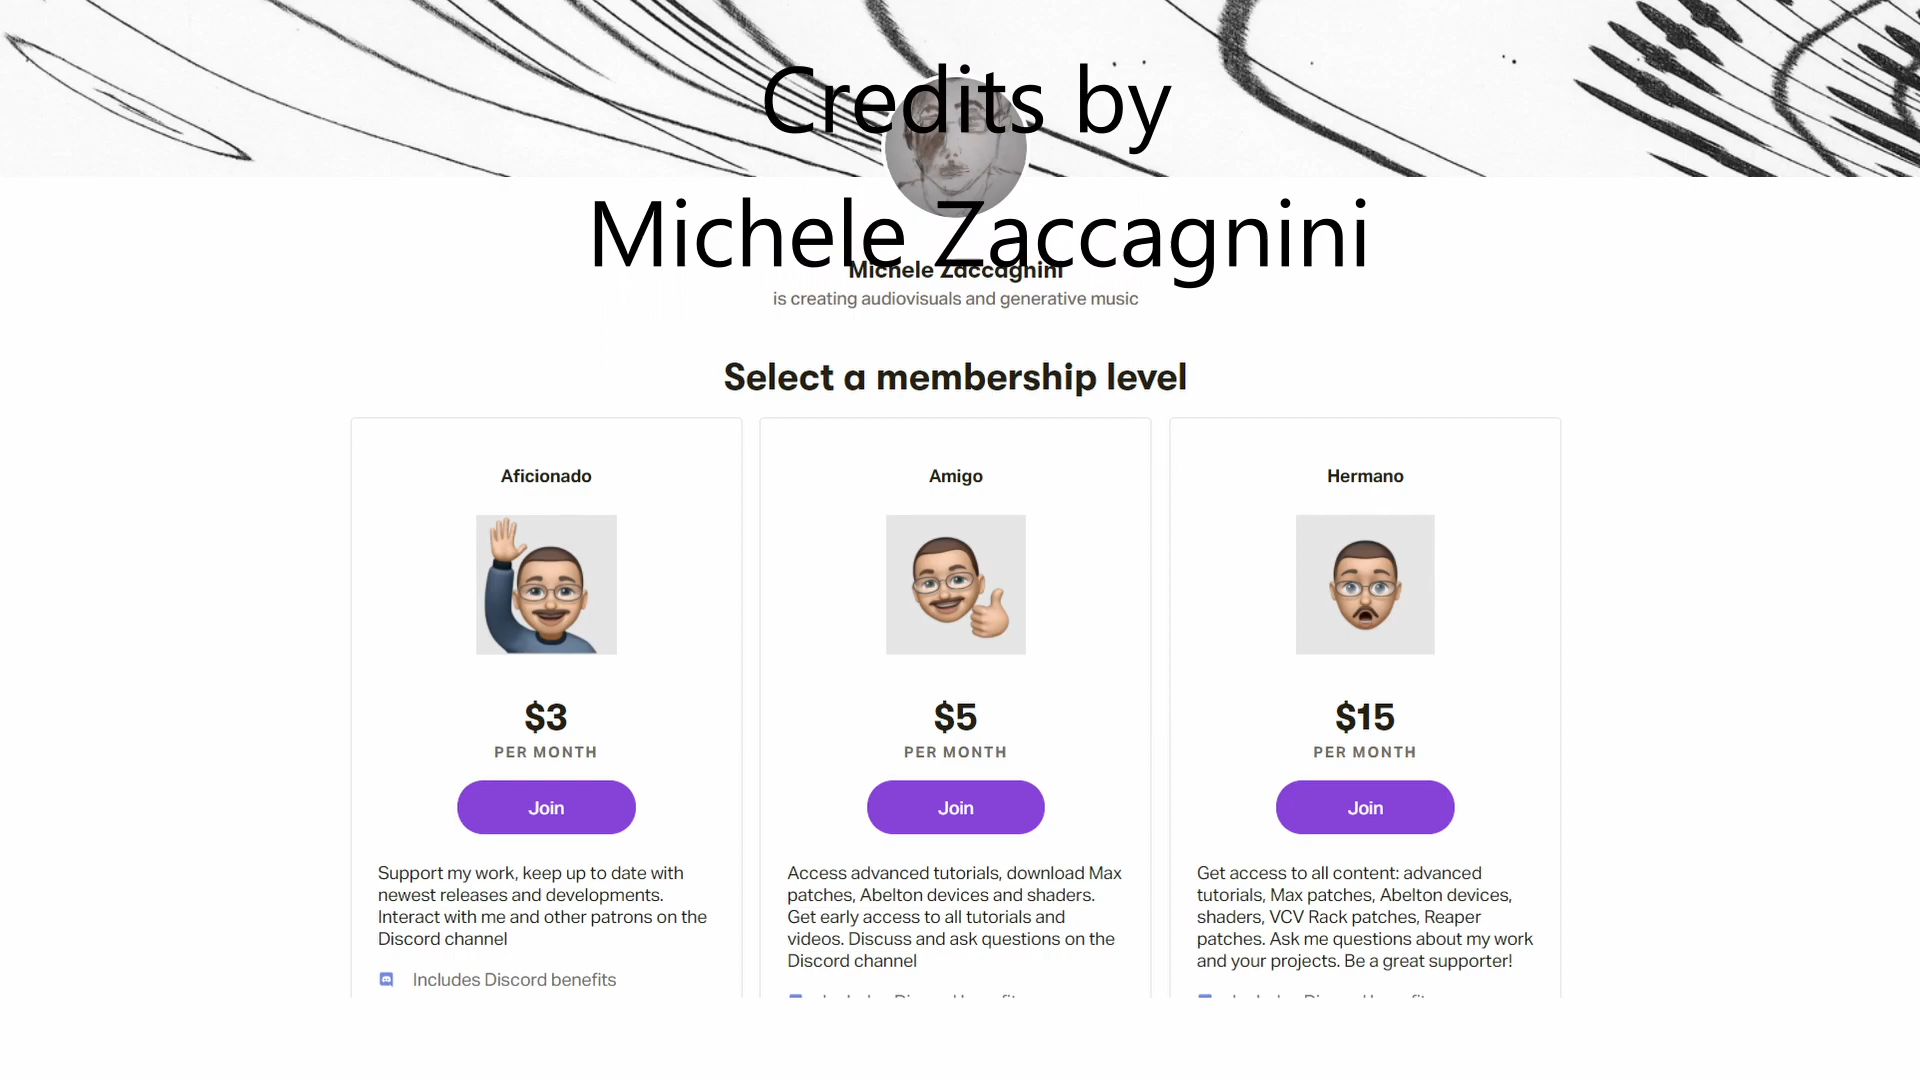 Credits by
Michele Zaccagnini
Michele Zaccagnini
is creating audiovisuals and generative music
Select a membership level
Aficionado
$3
PER MONTH
Join
Support my work, keep up to date with
newest releases and developments.
Interact with me and other patrons on the
Discord channel
Includes Discord benefits
Amigo
$5
PER MONTH
Join
Access advanced tutorials, download Max
patches, Abelton devices and shaders.
Get early access to all tutorials and
videos. Discuss and ask questions on the
Discord channel
Hermano
$15
PER MONTH
Join
Get access to all content: advanced
tutorials, Max patches, Abelton devices,
shaders, VCV Rack patches, Reaper
patches. Ask me questions about my work
and your projects. Be a great supporter!